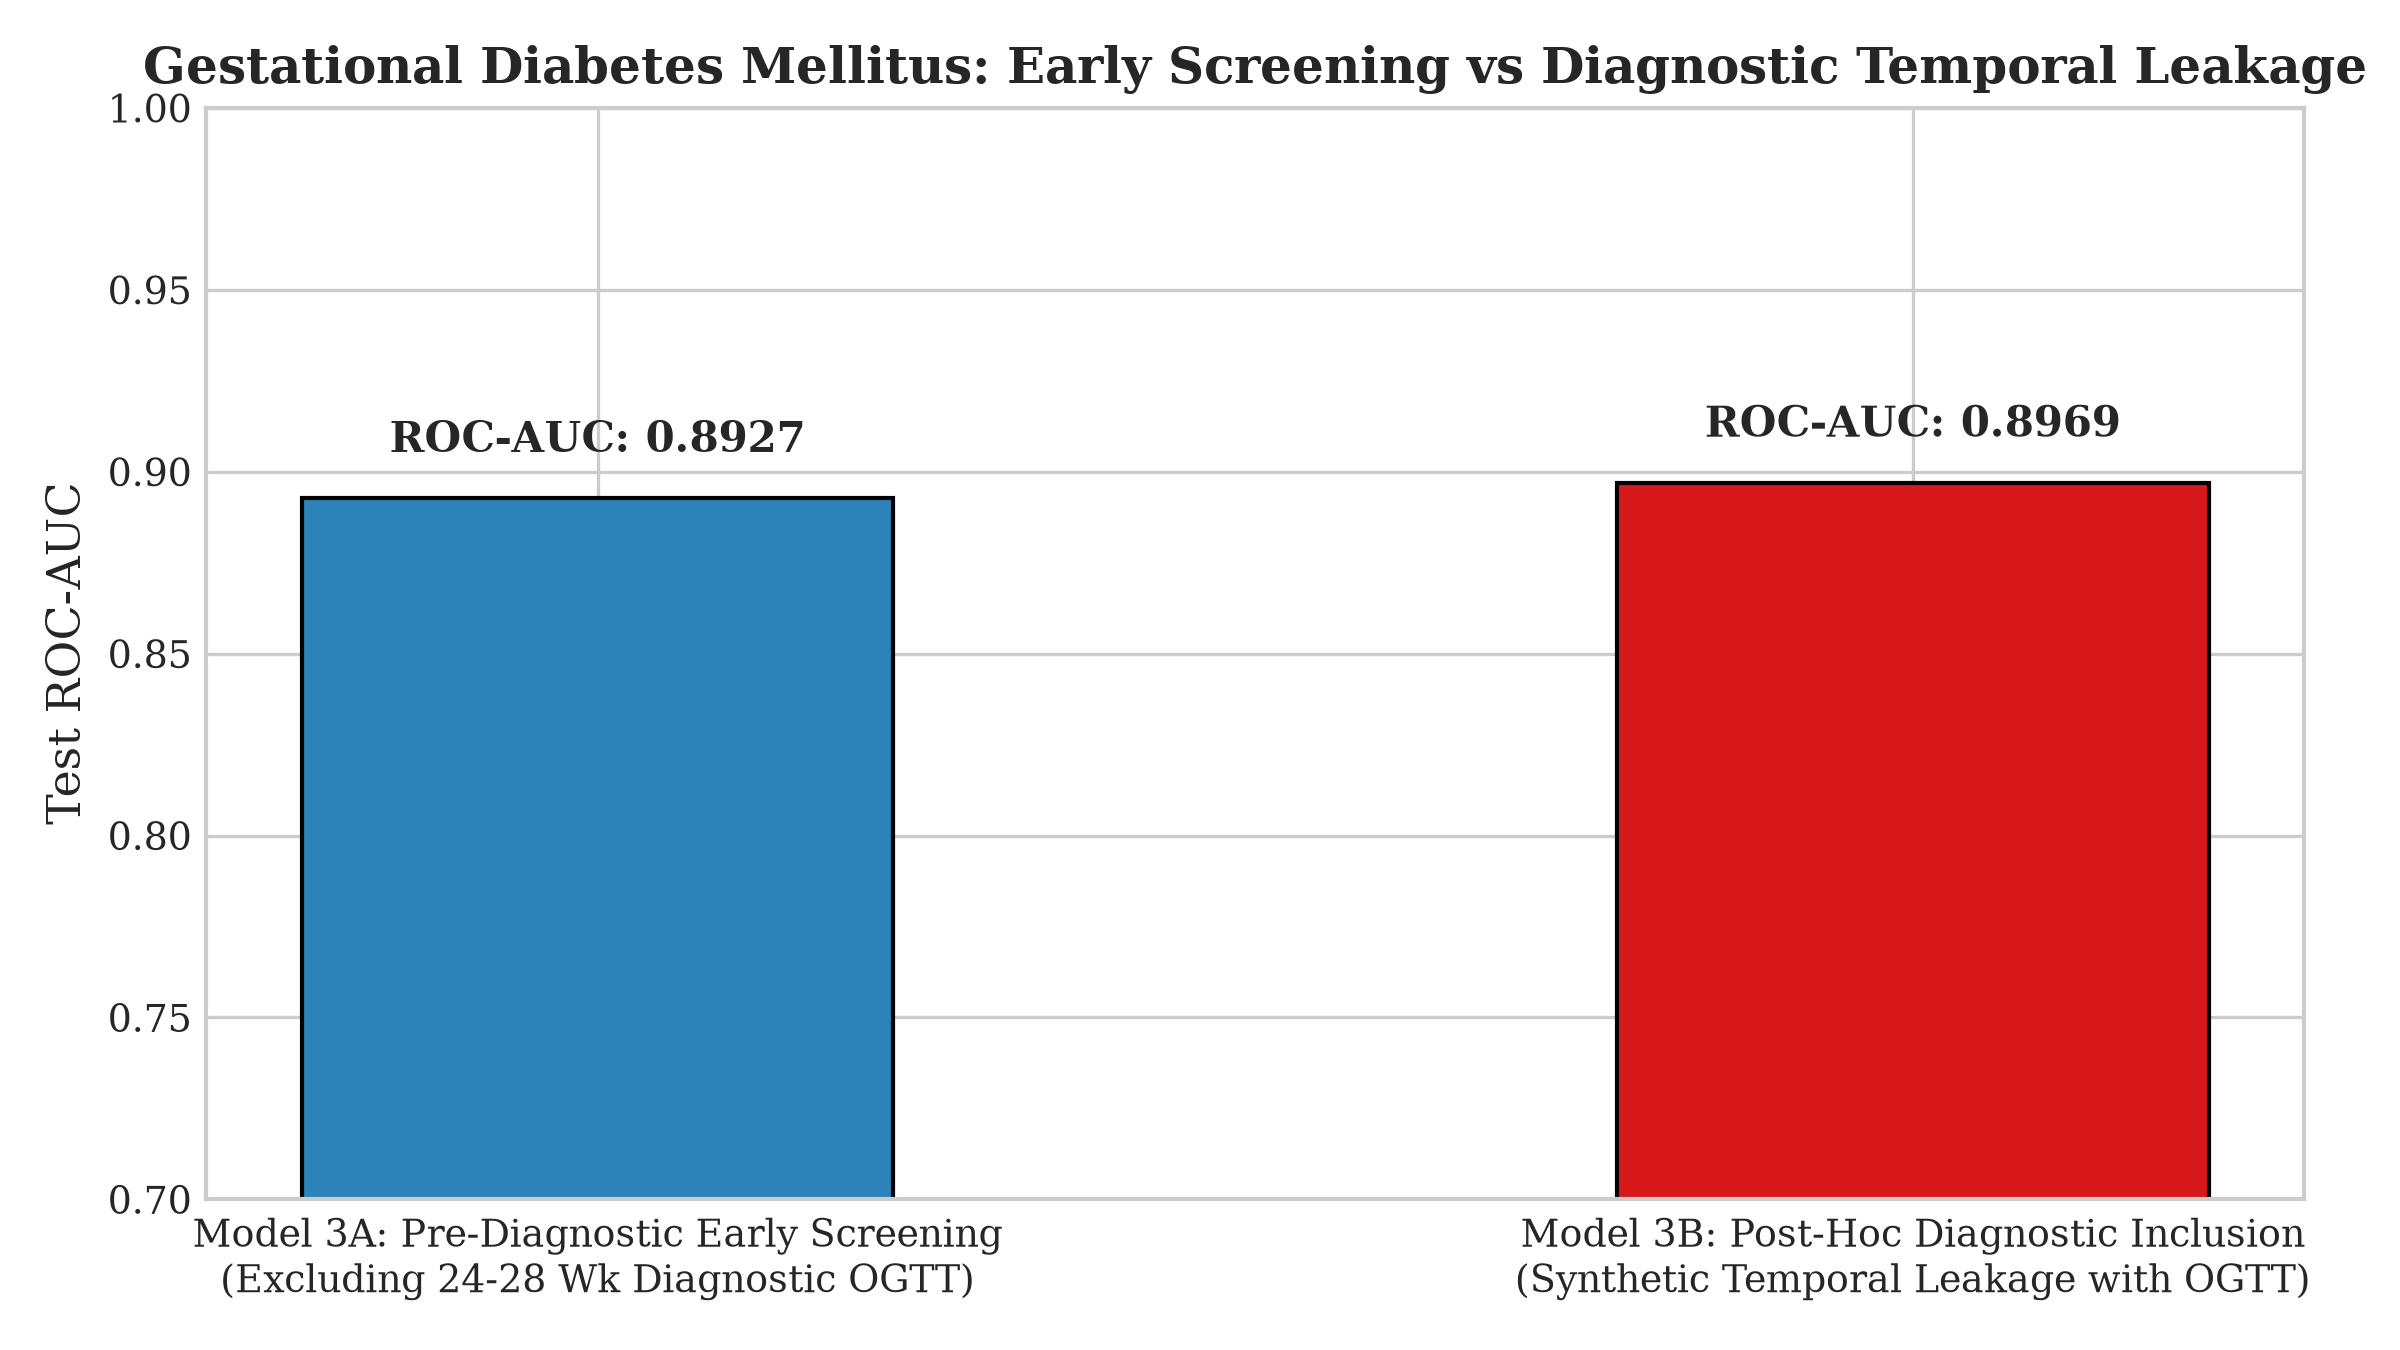 Gestational Diabetes Mellitus: Early Screening vs Diagnostic Temporal Leakage
Test ROC-AUC
1.00
0.95
0.90
0.85
0.80
0.75
0.70
ROC-AUC: 0.8927
ROC-AUC: 0.8969
Model 3A: Pre-Diagnostic Early Screening
(Excluding 24-28 Wk Diagnostic OGTT)
Model 3B: Post-Hoc Diagnostic Inclusion
(Synthetic Temporal Leakage with OGTT)